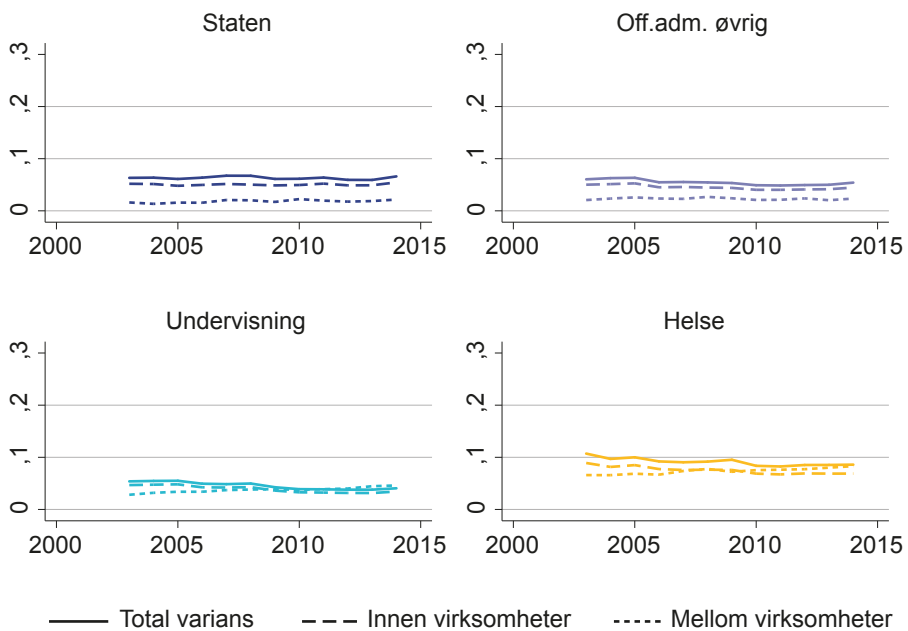 Staten
,3
,2
,1
0
2000 2005 2010 2015
Off.adm. øvrig
,3
,2
,1
0
2000 2005 2010 2015
Undervisning
,3
,2
,1
0
2000 2005 2010 2015
Helse
,3
,2
,1
0
2000 2005 2010 2015
Total varians Innen virksomheter Mellom virksomheter